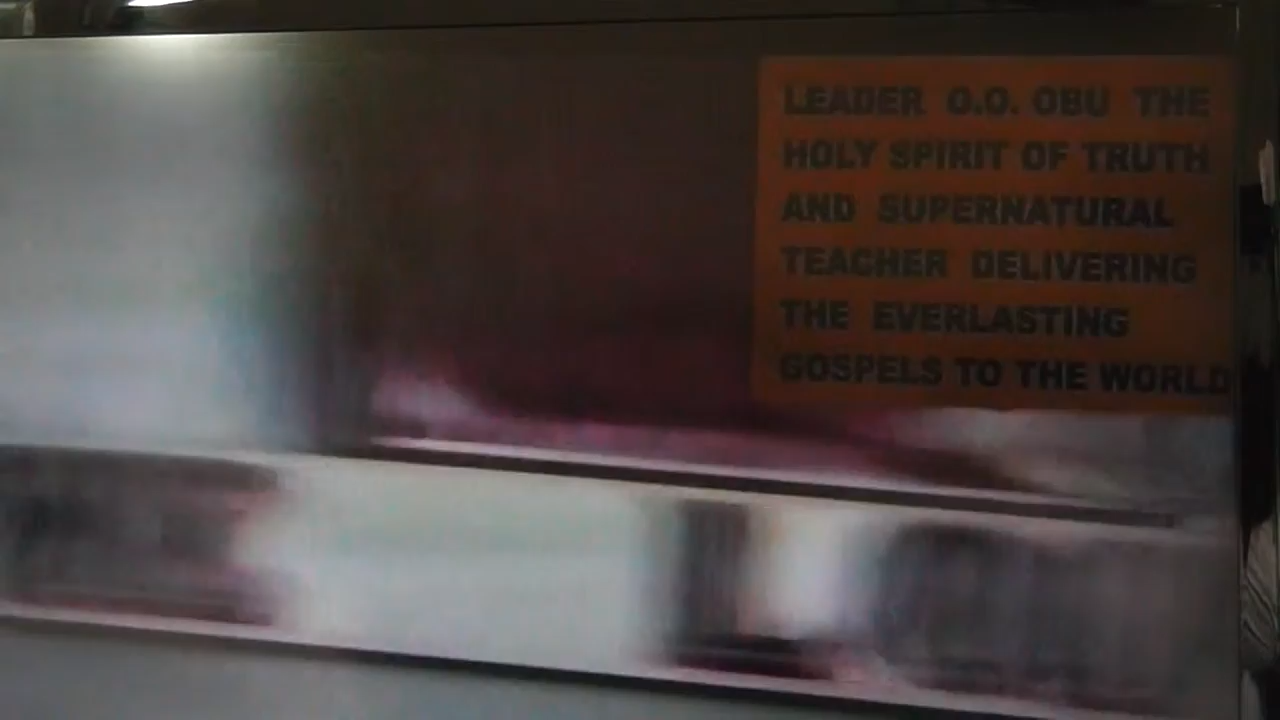 LEADER O.O. OBU THE
HOLY SPIRIT OF TRUTH
AND SUPERNATURAL
TEACHER DELIVERING
THE EVERLASTING
GOSPELS TO THE WORLD